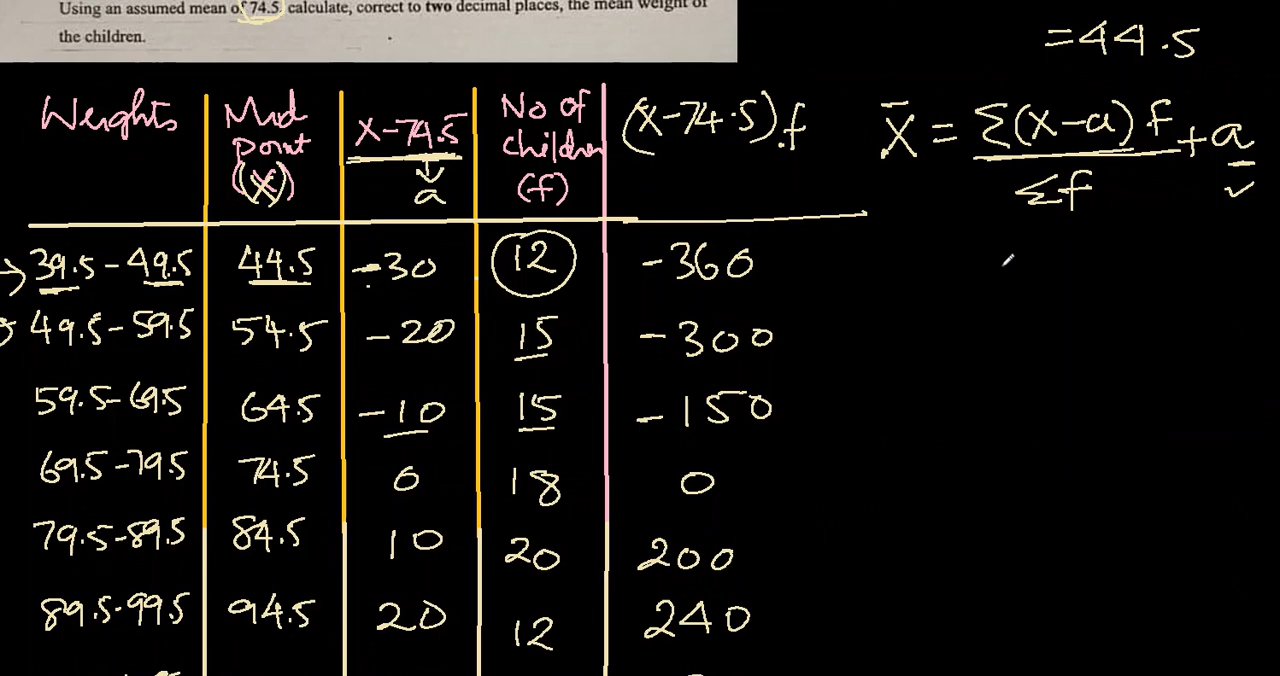 Using an assumed mean of 74.5, calculate, correct to two decimal places, the mean weight of
the children.
=44.5
Weights Mid point (X) X-74.5 a No of children (f) (X-74.5).f
X̄ = Σ(X-a)f / Σf + a
39.5-49.5 44.5 -30 12 -360
49.5-59.5 54.5 -20 15 -300
59.5-69.5 64.5 -10 15 -150
69.5-79.5 74.5 0 18 0
79.5-89.5 84.5 10 20 200
89.5-99.5 94.5 20 12 240